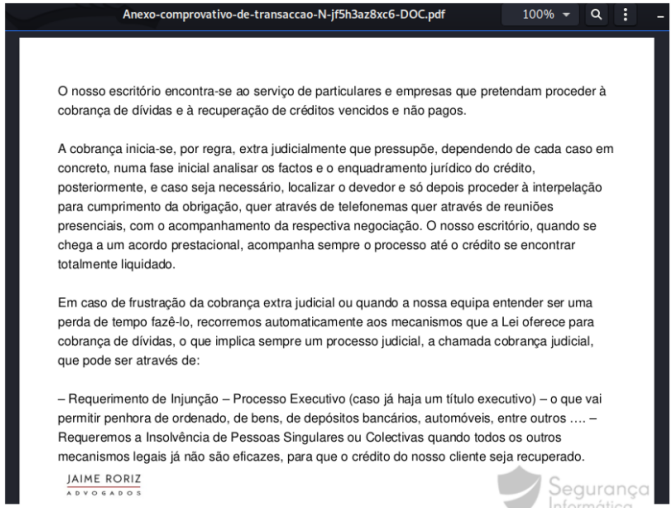 Anexo-comprovativo-de-transaccao-N-jf5h3az8xc6-DOC.pdf 100%
O nosso escritório encontra-se ao serviço de particulares e empresas que pretendam proceder à
cobrança de dívidas e à recuperação de créditos vencidos e não pagos.
A cobrança inicia-se, por regra, extra judicialmente que pressupõe, dependendo de cada caso em
concreto, numa fase inicial analisar os factos e o enquadramento jurídico do crédito,
posteriormente, e caso seja necessário, localizar o devedor e só depois proceder à interpelação
para cumprimento da obrigação, quer através de telefonemas quer através de reuniões
presenciais, com o acompanhamento da respectiva negociação. O nosso escritório, quando se
chega a um acordo prestacional, acompanha sempre o processo até o crédito se encontrar
totalmente liquidado.
Em caso de frustração da cobrança extra judicial ou quando a nossa equipa entender ser uma
perda de tempo fazê-lo, recorremos automaticamente aos mecanismos que a Lei oferece para
cobrança de dívidas, o que implica sempre um processo judicial, a chamada cobrança judicial,
que pode ser através de:
– Requerimento de Injunção – Processo Executivo (caso já haja um título executivo) – o que vai
permitir penhora de ordenado, de bens, de depósitos bancários, automóveis, entre outros …. –
Requeremos a Insolvência de Pessoas Singulares ou Colectivas quando todos os outros
mecanismos legais já não são eficazes, para que o crédito do nosso cliente seja recuperado.
JAIME RORIZ
ADVOGADOS
Segurança
Informática